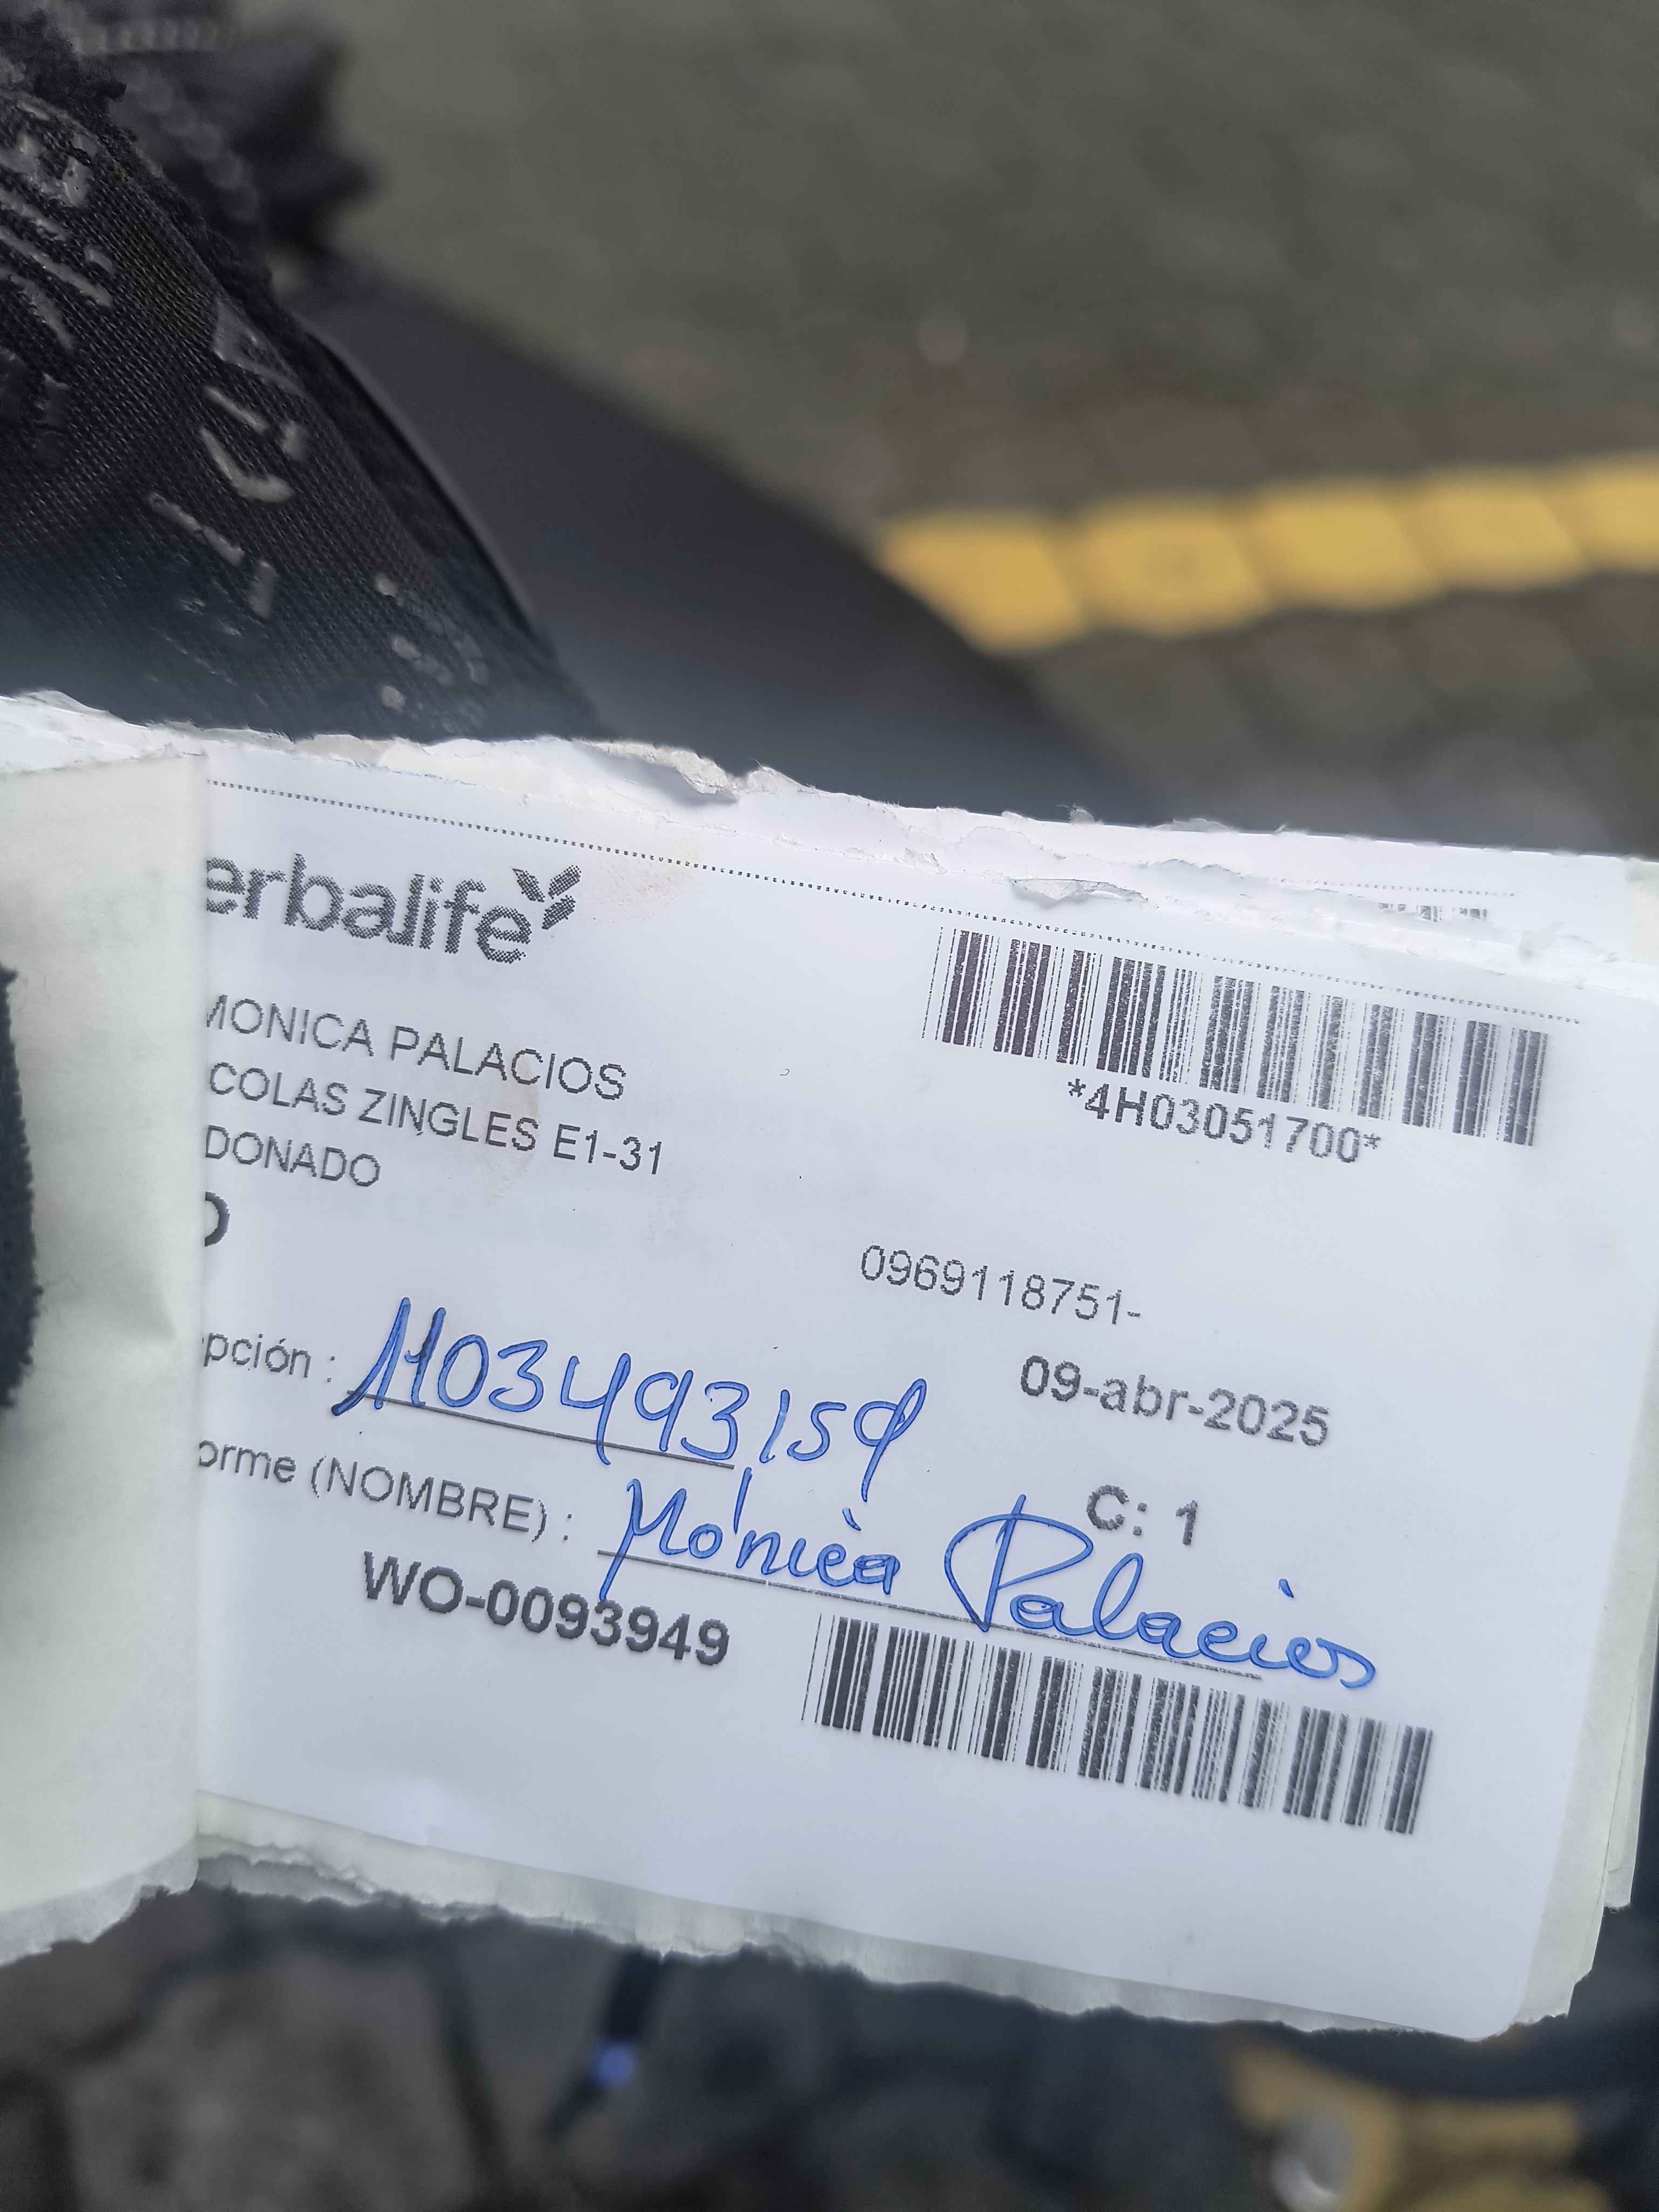 erbalife
MONICA PALACIOS
*4H03051700*
COLAS ZINGLES E1-31
DONADO
O
0969118751-
09-abr-2025
pción : 1103493159
C: 1
orme (NOMBRE) : Mónica Palacios
WO-0093949